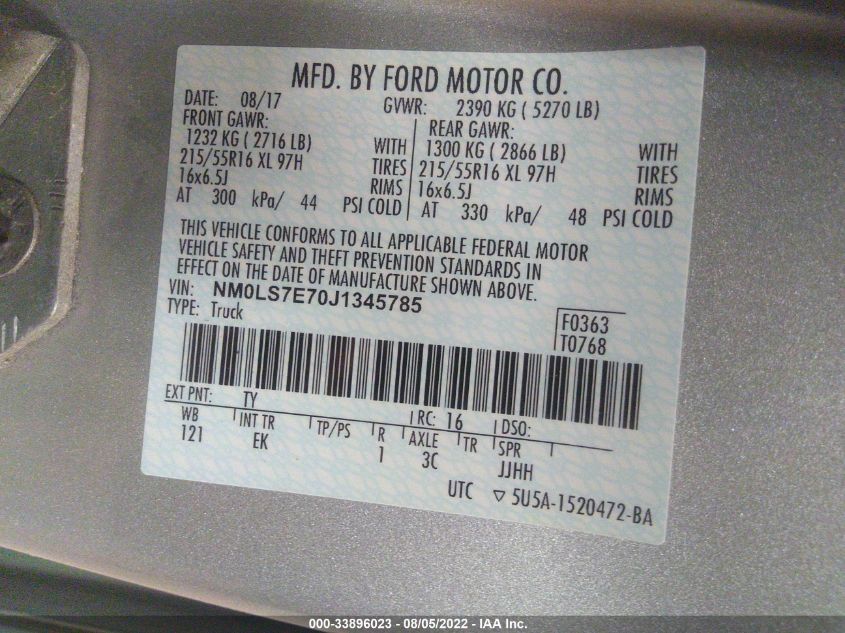 MFD. BY FORD MOTOR CO.
DATE: 08/17 GVWR: 2390 KG ( 5270 LB)
FRONT GAWR: REAR GAWR:
1232 KG ( 2716 LB) WITH 1300 KG ( 2866 LB) WITH
215/55R16 XL 97H TIRES 215/55R16 XL 97H TIRES
16x6.5J RIMS 16x6.5J RIMS
AT 300 kPa/ 44 PSI COLD AT 330 kPa/ 48 PSI COLD
THIS VEHICLE CONFORMS TO ALL APPLICABLE FEDERAL MOTOR
VEHICLE SAFETY AND THEFT PREVENTION STANDARDS IN
EFFECT ON THE DATE OF MANUFACTURE SHOWN ABOVE.
VIN: NM0LS7E70J1345785
TYPE: Truck
F0363
T0768
EXT PNT: TY RC: 16 DSO:
WB INT TR TP/PS R AXLE TR SPR
121 EK 1 3C JJHH
UTC ▽ 5U5A-1520472-BA
000-33896023 - 08/05/2022 - IAA Inc.